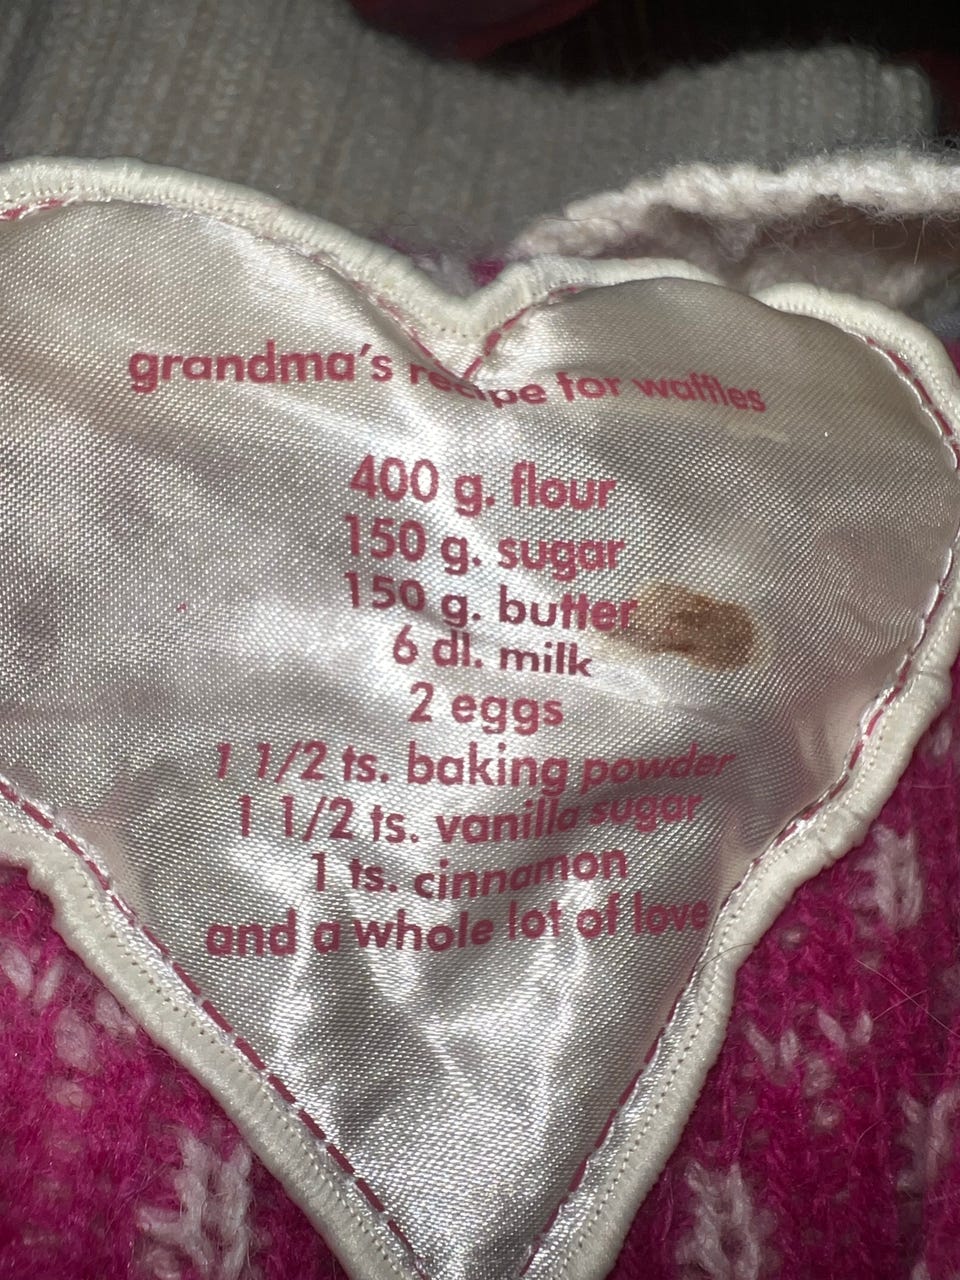 grandma's recipe for waffles
400 g. flour
150 g. sugar
150 g. butter
6 dl. milk
2 eggs
1 1/2 ts. baking powder
1 1/2 ts. vanilla sugar
1 ts. cinnamon
and a whole lot of love